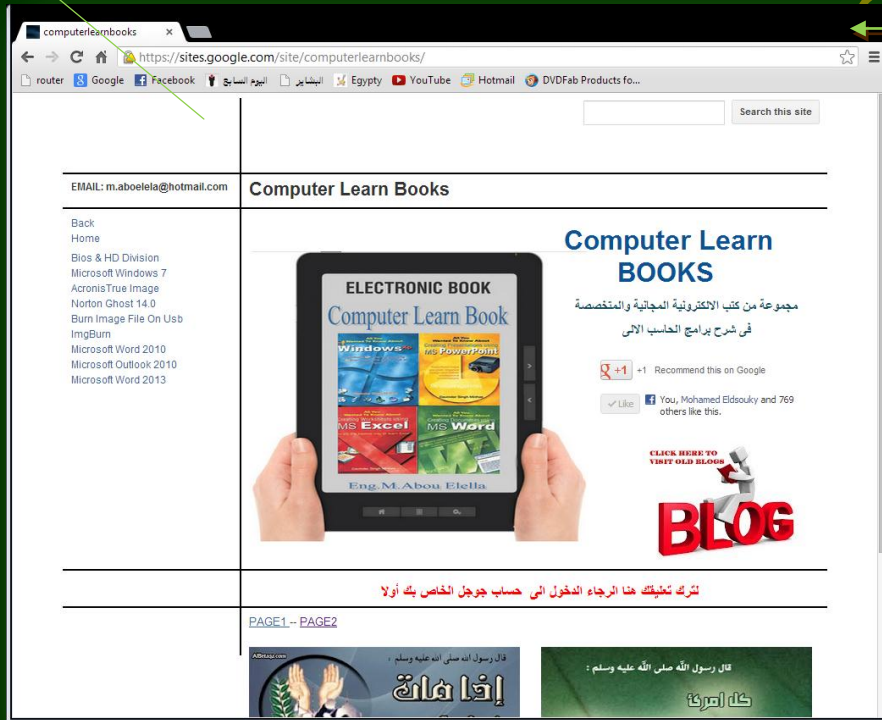 computerlearnbooks
https://sites.google.com/site/computerlearnbooks/
router Google Facebook اليوم السابع البشاير Egypty YouTube Hotmail DVDFab Products fo...
Search this site
EMAIL: m.aboelela@hotmail.com
Computer Learn Books
Back
Home
Bios & HD Division
Microsoft Windows 7
AcronisTrue Image
Norton Ghost 14.0
Burn Image File On Usb
ImgBurn
Microsoft Word 2010
Microsoft Outlook 2010
Microsoft Word 2013
ELECTRONIC BOOK
Computer Learn Book
Windows
MS PowerPoint
MS Excel
MS Word
Eng.M.Abou Elella
Computer Learn
BOOKS
مجموعة من كتب الالكترونية المجانية والمتخصصة
فى شرح برامج الحاسب الالى
+1 +1 Recommend this on Google
Like You, Mohamed Eldsouky and 769
others like this.
CLICK HERE TO
VISIT OLD BLOGS
BLOG
لترك تعليقك هنا الرجاء الدخول الى حساب جوجل الخاص بك أولا
PAGE1 -- PAGE2
قال رسول الله صلى الله عليه وسلم :
إذا مات
قال رسول الله صلى الله عليه وسلم :
كل امرئ